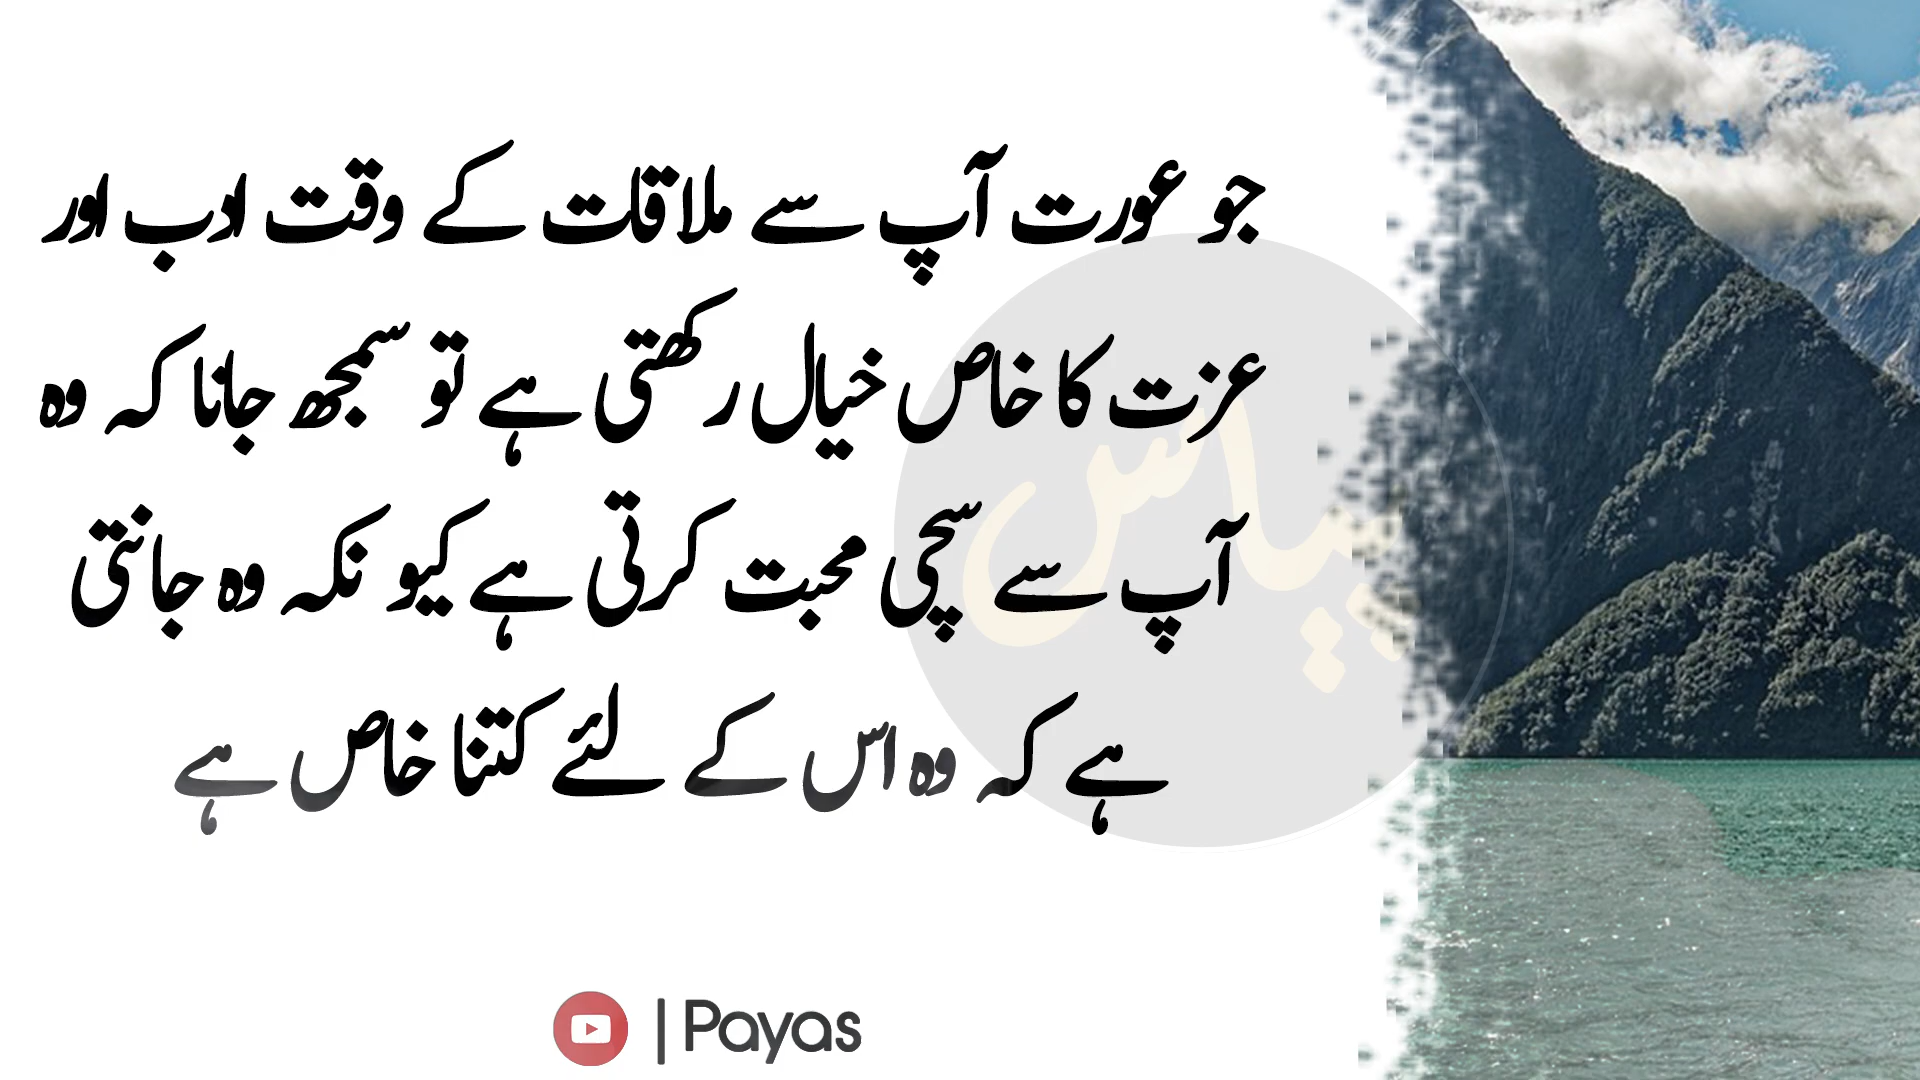 جو عورت آپ سے ملاقات کے وقت ادب اور
عزت کا خاص خیال رکھتی ہے تو سمجھ جانا کہ وہ
آپ سے سچی محبت کرتی ہے کیونکہ وہ جانتی
ہے کہ وہ اس کے لئے کتنا خاص ہے
پیاس
| Payas